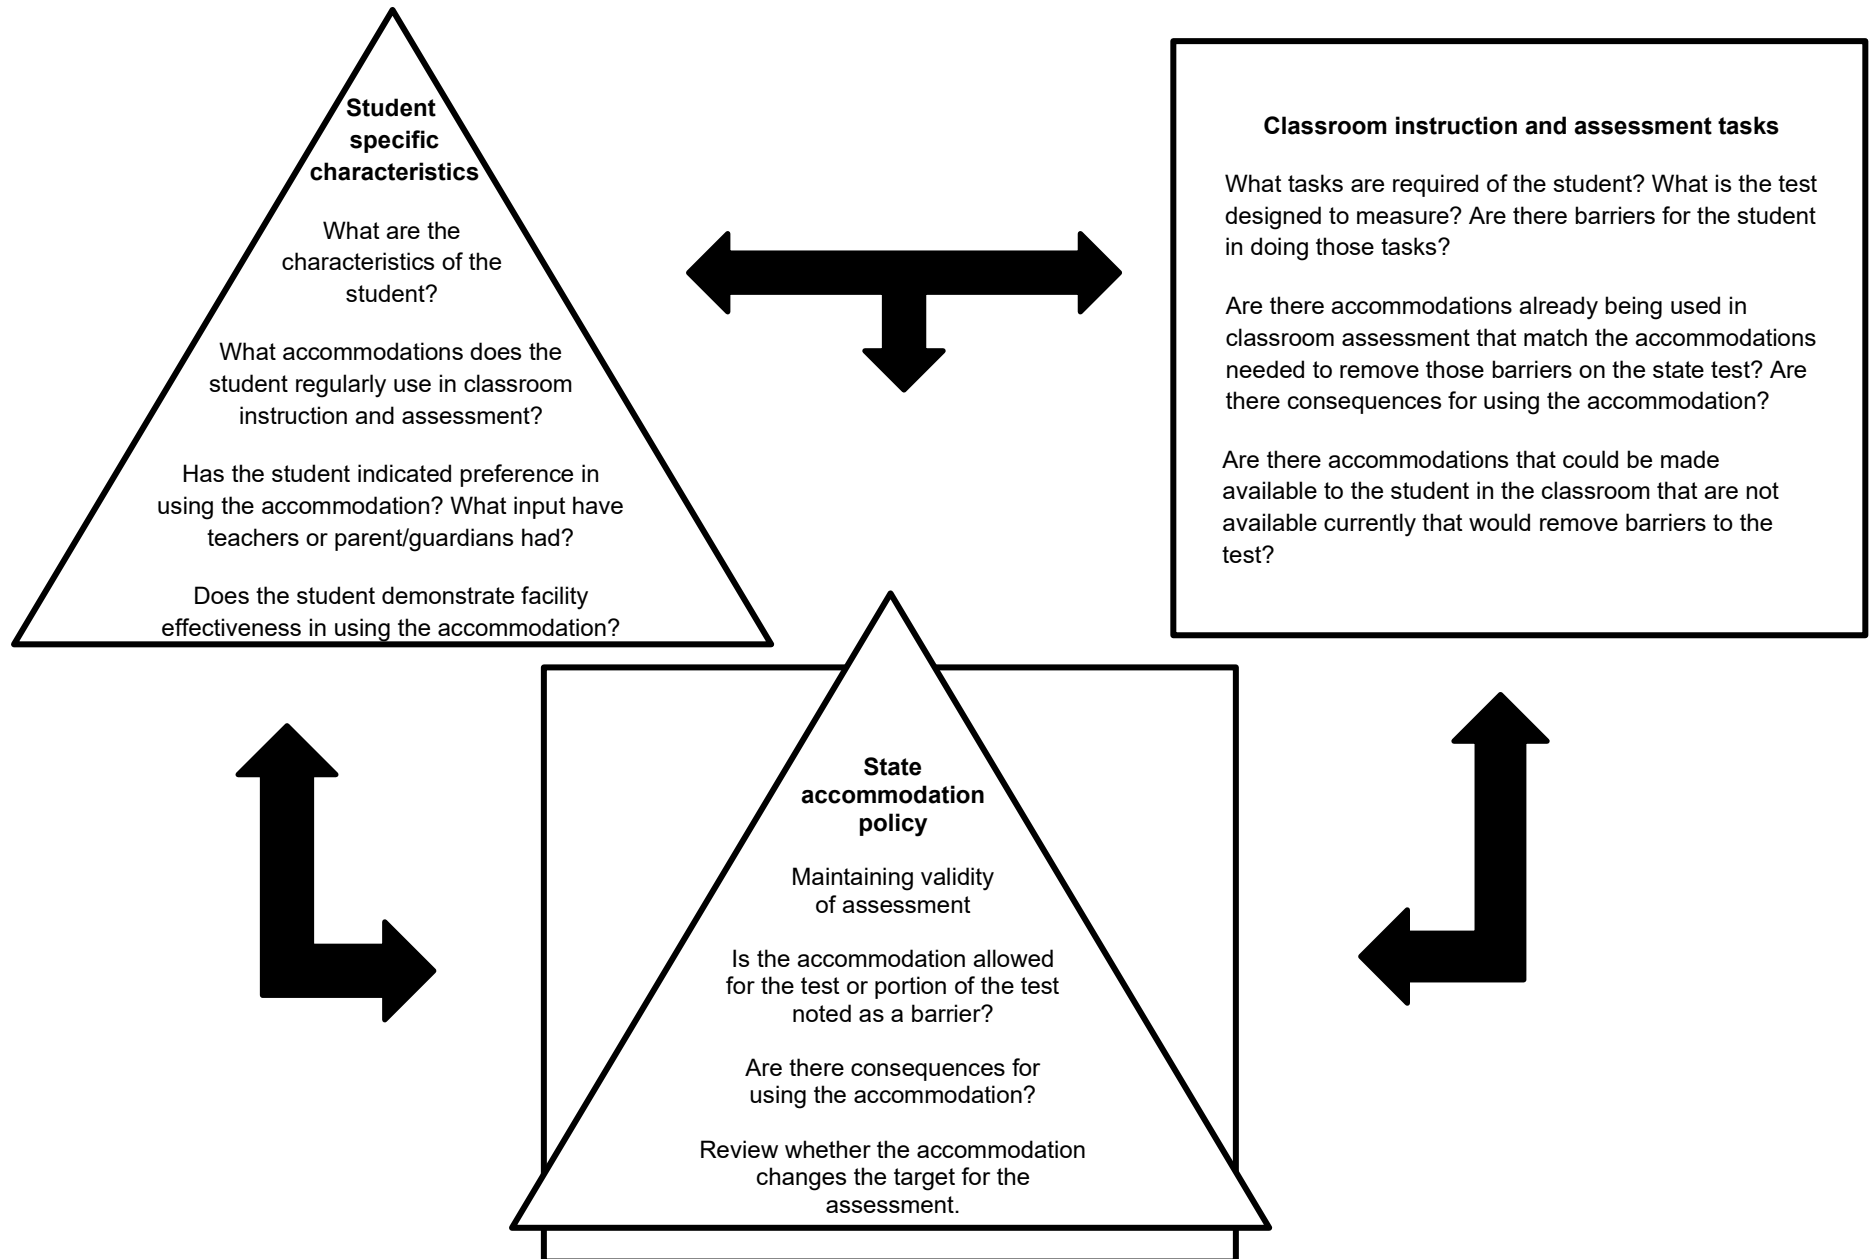 Student
specific
characteristics
What are the
characteristics of the
student?
What accommodations does the
student regularly use in classroom
instruction and assessment?
Has the student indicated preference in
using the accommodation? What input have
teachers or parent/guardians had?
Does the student demonstrate facility
effectiveness in using the accommodation?
Classroom instruction and assessment tasks
What tasks are required of the student? What is the test
designed to measure? Are there barriers for the student
in doing those tasks?
Are there accommodations already being used in
classroom assessment that match the accommodations
needed to remove those barriers on the state test? Are
there consequences for using the accommodation?
Are there accommodations that could be made
available to the student in the classroom that are not
available currently that would remove barriers to the
test?
State
accommodation
policy
Maintaining validity
of assessment
Is the accommodation allowed
for the test or portion of the test
noted as a barrier?
Are there consequences for
using the accommodation?
Review whether the accommodation
changes the target for the
assessment.